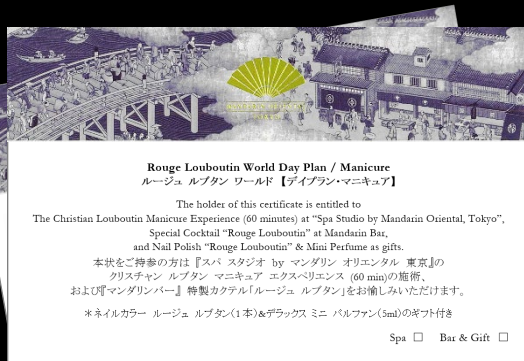 Rouge Louboutin World Day Plan / Manicure
ルージュ ルブタン ワールド 【デイプラン・マニキュア】
The holder of this certificate is entitled to
The Christian Louboutin Manicure Experience (60 minutes) at “Spa Studio by Mandarin Oriental, Tokyo”,
Special Cocktail “Rouge Louboutin” at Mandarin Bar,
and Nail Polish “Rouge Louboutin” & Mini Perfume as gifts.
本状をご持参の方は 『スパ スタジオ by マンダリン オリエンタル 東京』の
クリスチャン ルブタン マニキュア エクスペリエンス (60 min)の施術、
および『マンダリンバー』 特製カクテル「ルージュ ルブタン」をお愉しみいただけます。
＊ネイルカラー ルージュ ルブタン(1本)&デラックス ミニ パルファン(5ml)のギフト付き
Spa □ Bar & Gift □